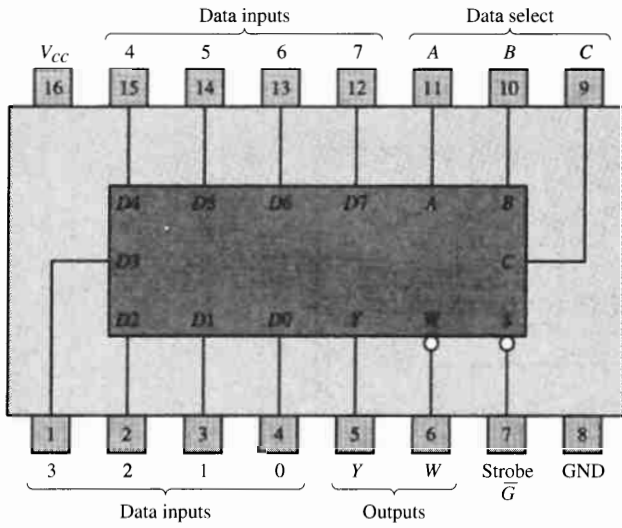 Data inputs Data select
V_CC 4 5 6 7 A B C
16 15 14 13 12 11 10 9
D4 D5 D6 D7 A B
D3 C
D2 D1 D0 Y W S
1 2 3 4 5 6 7 8
3 2 1 0 Y W Strobe G̅ GND
Data inputs Outputs